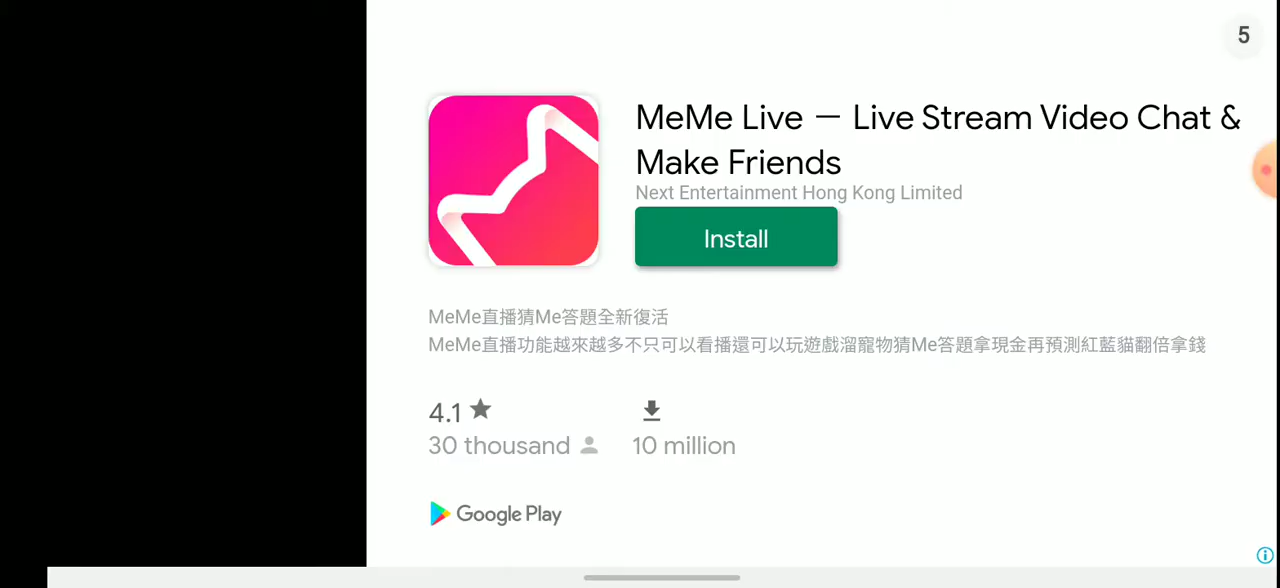 5
MeMe Live — Live Stream Video Chat &
Make Friends
Next Entertainment Hong Kong Limited
Install
MeMe直播猜Me答題全新復活
MeMe直播功能越來越多不只可以看播還可以玩遊戲溜寵物猜Me答題拿現金再預測紅藍貓翻倍拿錢
4.1
30 thousand
10 million
Google Play